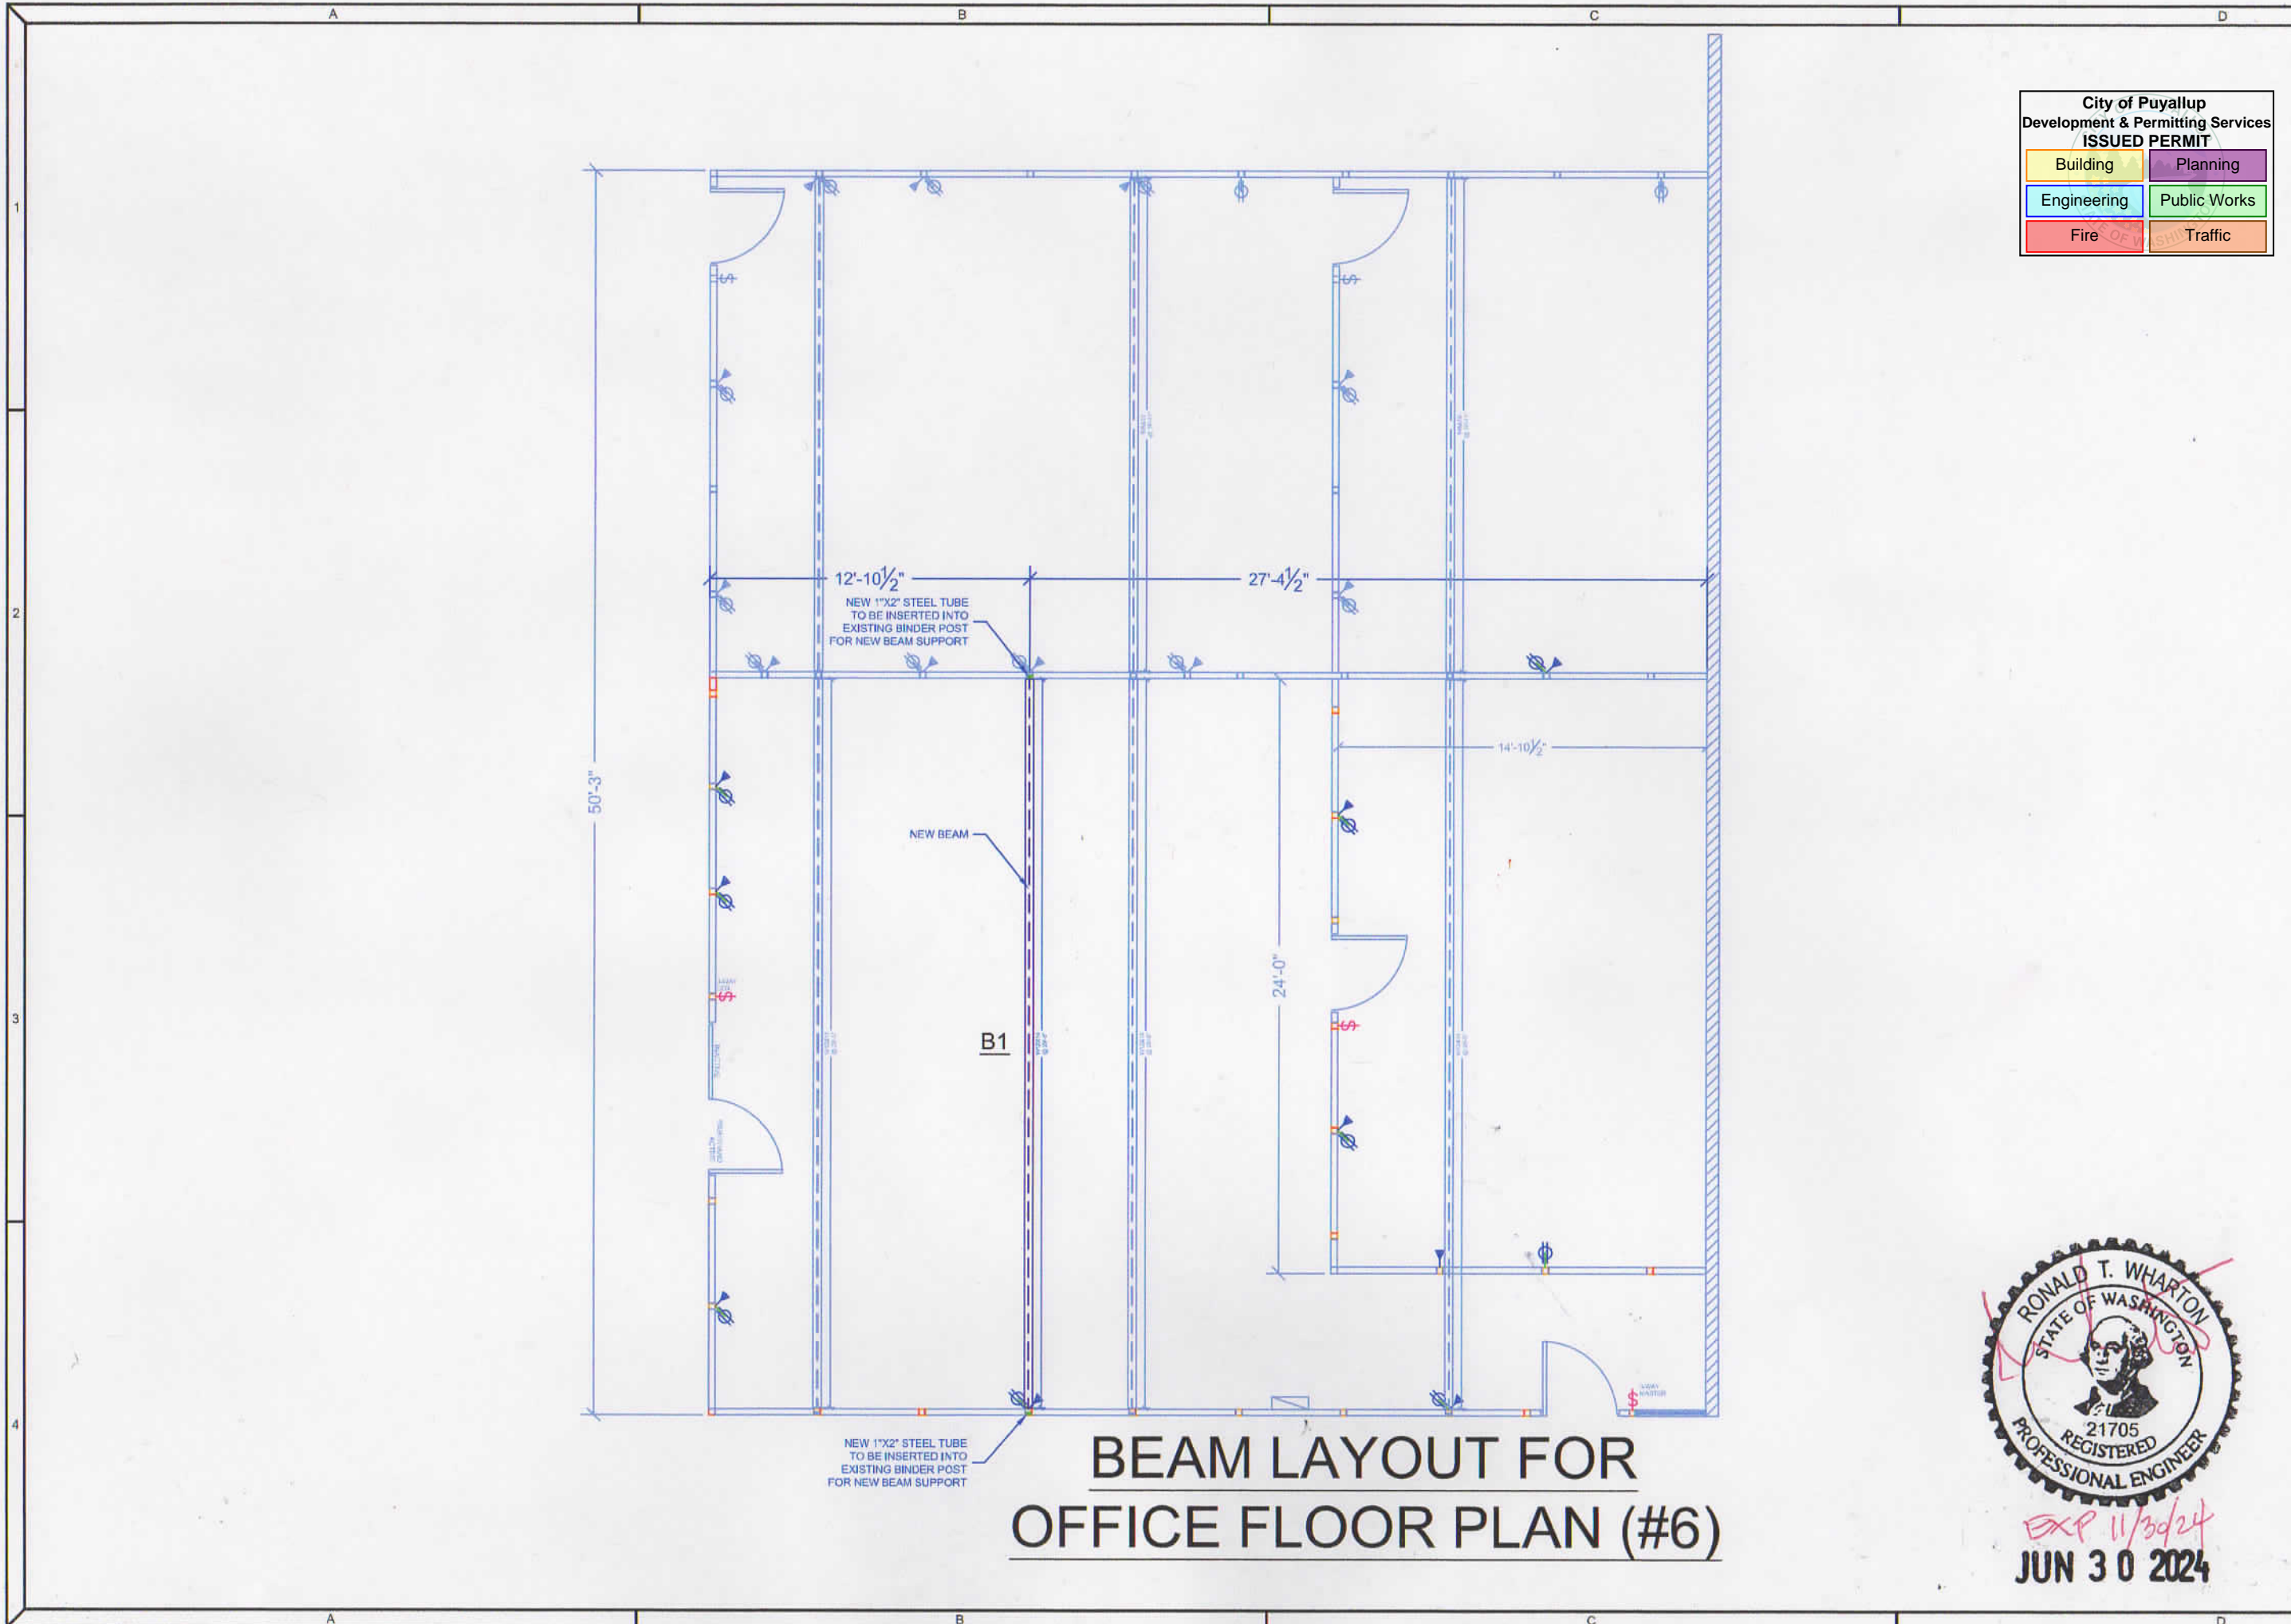 A
B
C
D
City of Puyallup
Development & Permitting Services
ISSUED PERMIT
Building
Planning
Engineering
Public Works
Fire
Traffic
1
2
3
4
12'-10½"
27'-4½"
NEW 1"X2" STEEL TUBE
TO BE INSERTED INTO
EXISTING BINDER POST
FOR NEW BEAM SUPPORT
14'-10½"
50'-3"
NEW BEAM
24'-0"
B1
NEW 1"X2" STEEL TUBE
TO BE INSERTED INTO
EXISTING BINDER POST
FOR NEW BEAM SUPPORT
BEAM LAYOUT FOR
OFFICE FLOOR PLAN (#6)
RONALD T. WHARTON
STATE OF WASHINGTON
21705
REGISTERED
PROFESSIONAL ENGINEER
EXP 11/30/24
JUN 30 2024
A
B
C
D